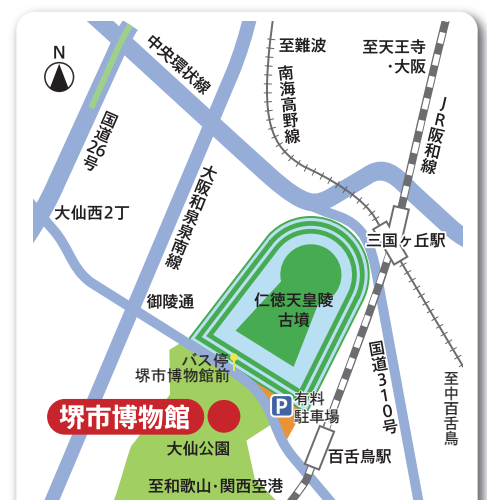 N
中央環状線
至難波
至天王寺
・大阪
南海高野線
JR阪和線
国道26号
大阪和泉泉南線
大仙西2丁
三国ヶ丘駅
仁徳天皇陵
古墳
御陵通
バス停
堺市博物館前
国道310号
至中百舌鳥
P
有料
駐車場
堺市博物館
大仙公園
百舌鳥駅
至和歌山・関西空港